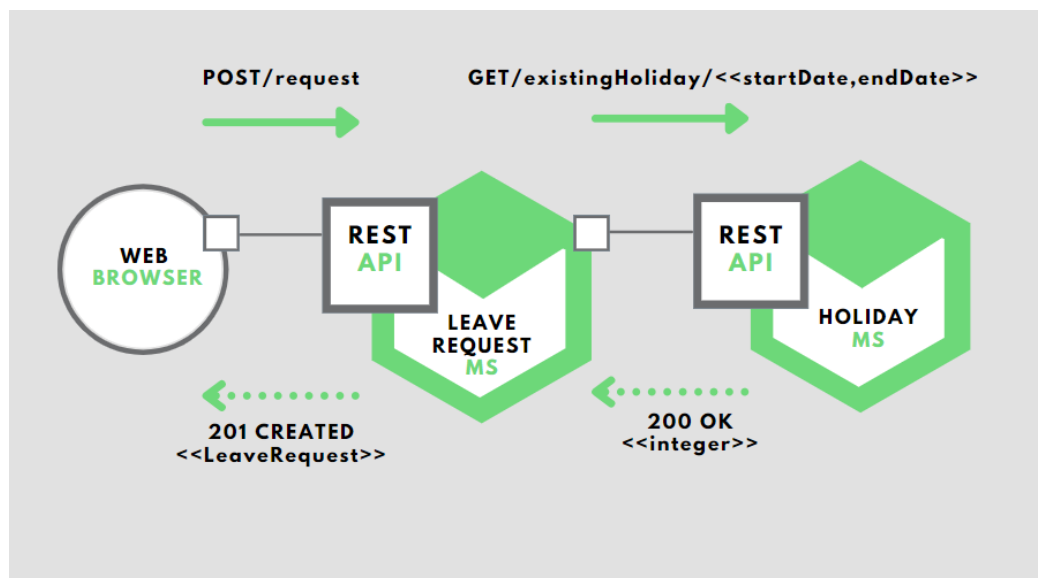 POST/request
GET/existingHoliday/<<startDate,endDate>>
WEB
BROWSER
REST
API
LEAVE
REQUEST
MS
REST
API
HOLIDAY
MS
201 CREATED
<<LeaveRequest>>
200 OK
<<integer>>